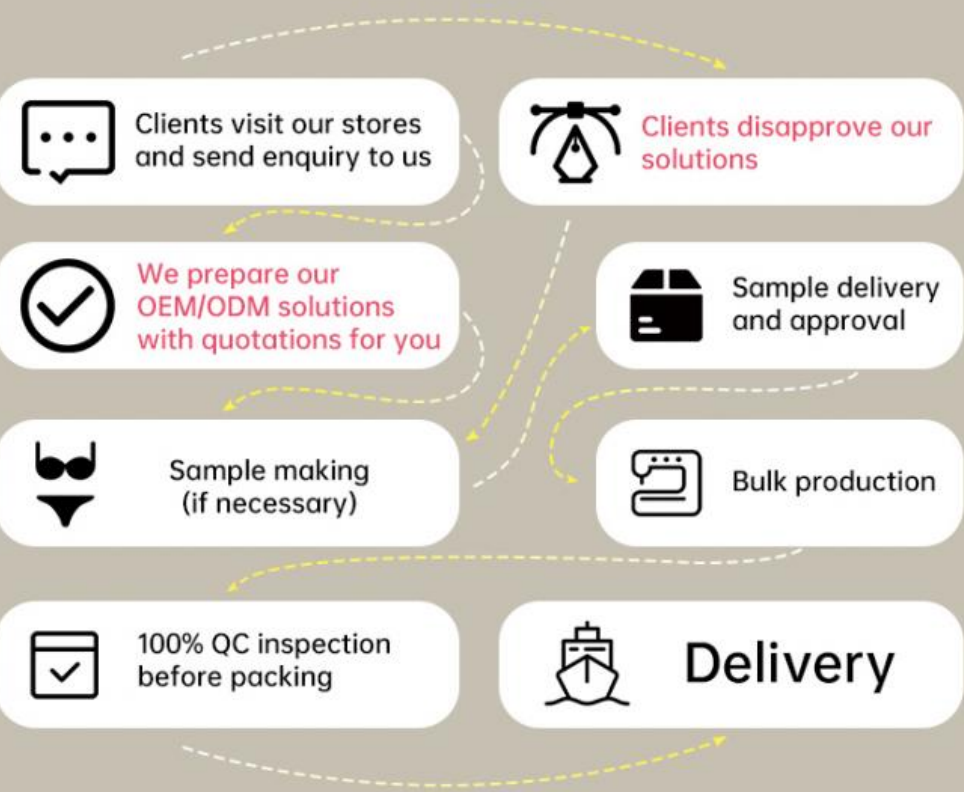 Clients visit our stores
and send enquiry to us
Clients disapprove our
solutions
We prepare our
OEM/ODM solutions
with quotations for you
Sample delivery
and approval
Sample making
(if necessary)
Bulk production
100% QC inspection
before packing
Delivery